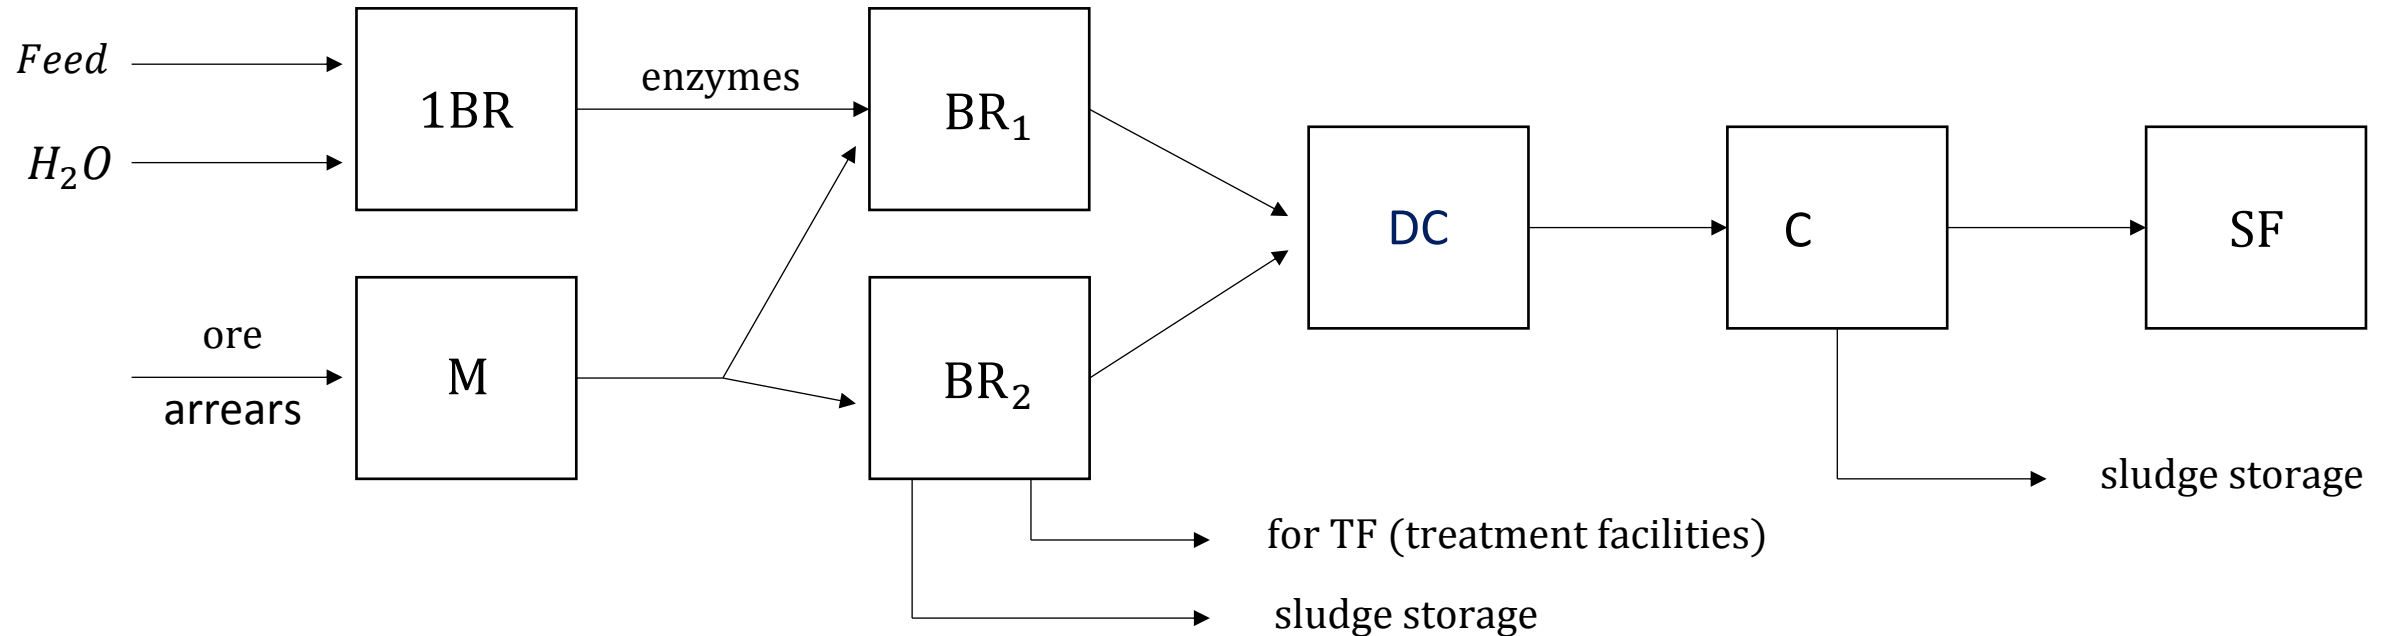 Feed
H₂O
1BR
enzymes
BR₁
DC
C
SF
ore
arrears
M
BR₂
sludge storage
for TF (treatment facilities)
sludge storage